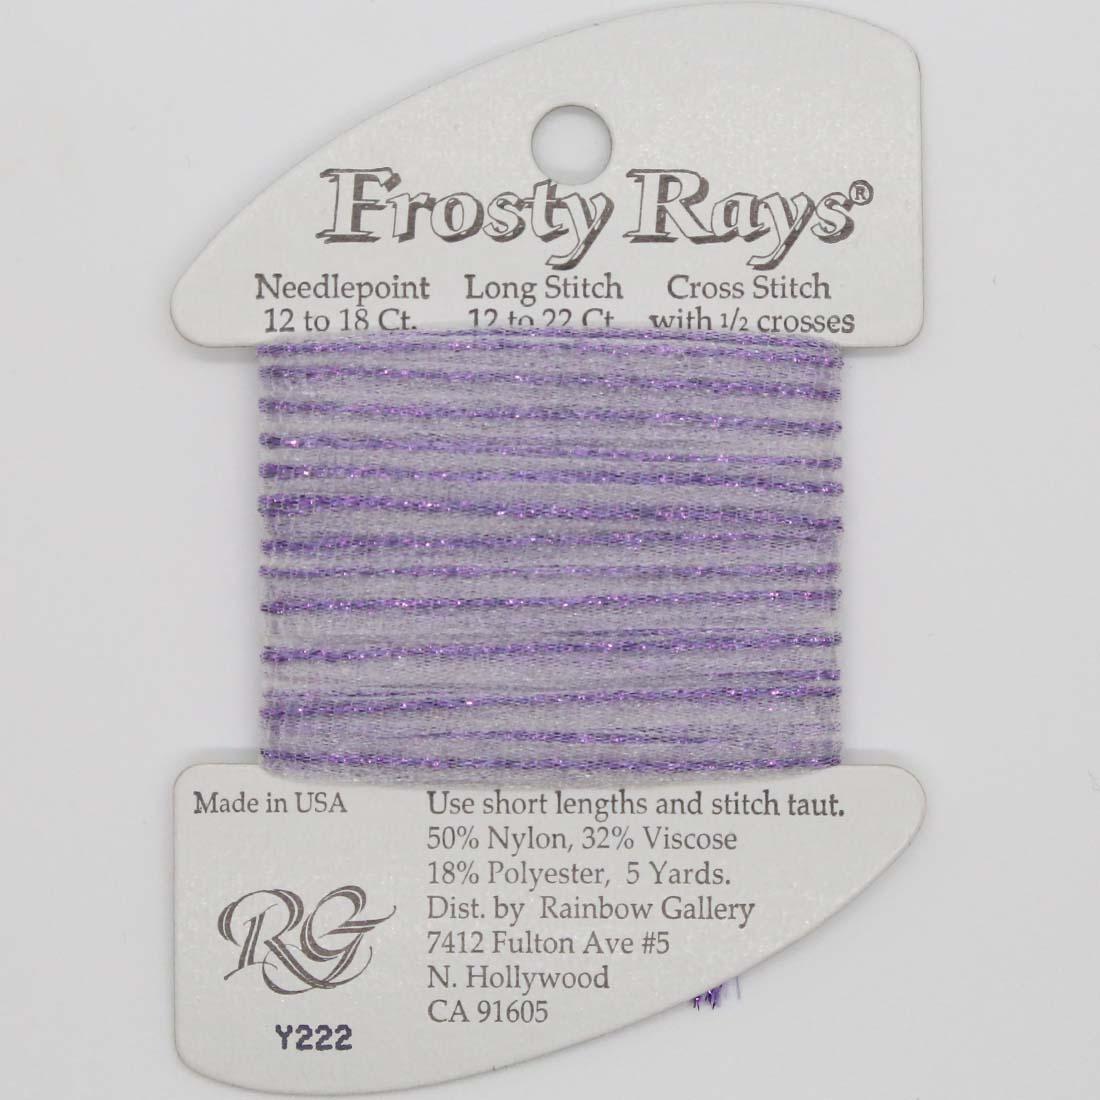 Frosty Rays®
Needlepoint Long Stitch Cross Stitch
12 to 18 Ct. 12 to 22 Ct. with 1/2 crosses
Made in USA
Use short lengths and stitch taut.
50% Nylon, 32% Viscose
18% Polyester, 5 Yards.
Dist. by Rainbow Gallery
7412 Fulton Ave #5
N. Hollywood
CA 91605
RG
Y222